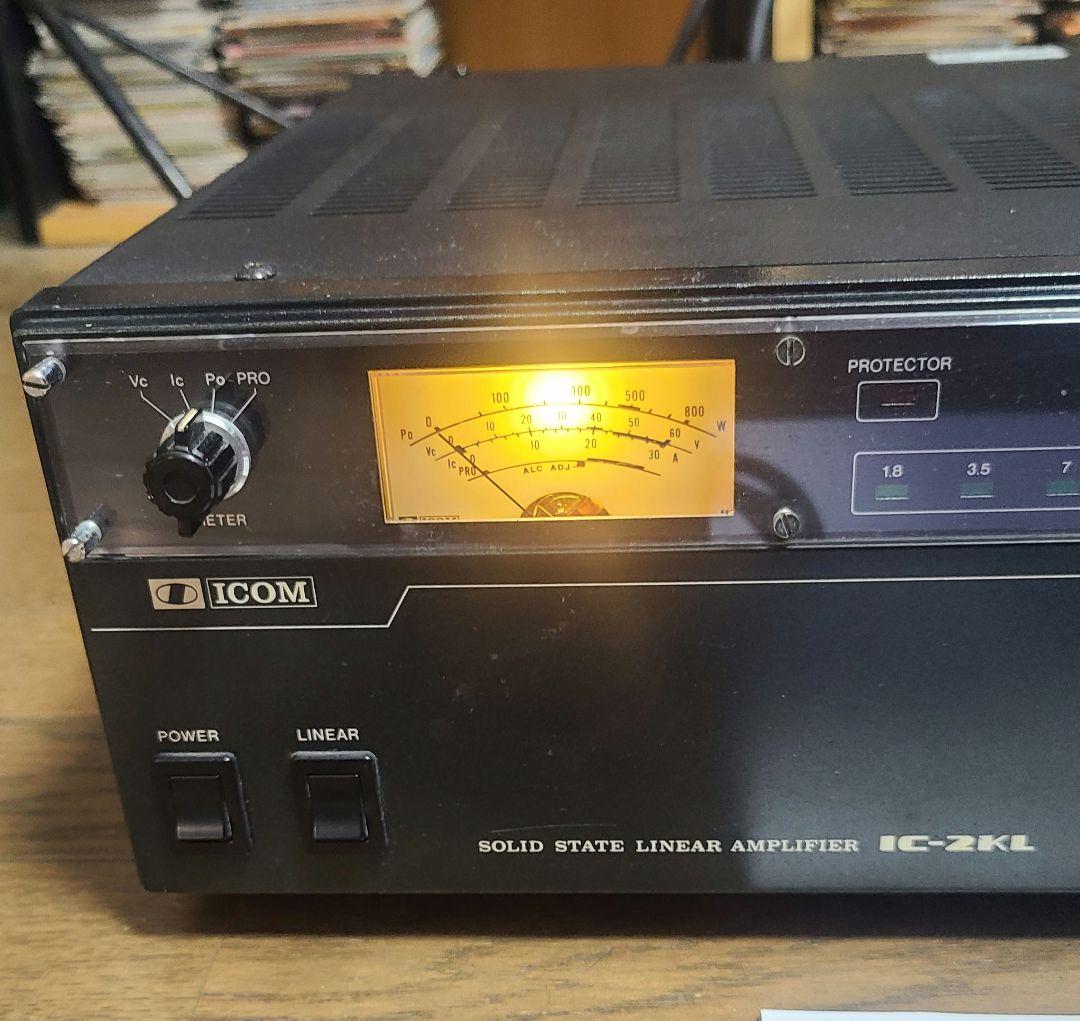 Vc Ic Po PRO
METER
0 100 300 500 800 W
Po
0 10 20 30 40 50 60 V
Vc
0 10 20 30 A
Ic
PRO ALC ADJ
ICOM
PROTECTOR
1.8 3.5 7
ICOM
POWER LINEAR
SOLID STATE LINEAR AMPLIFIER IC-2KL